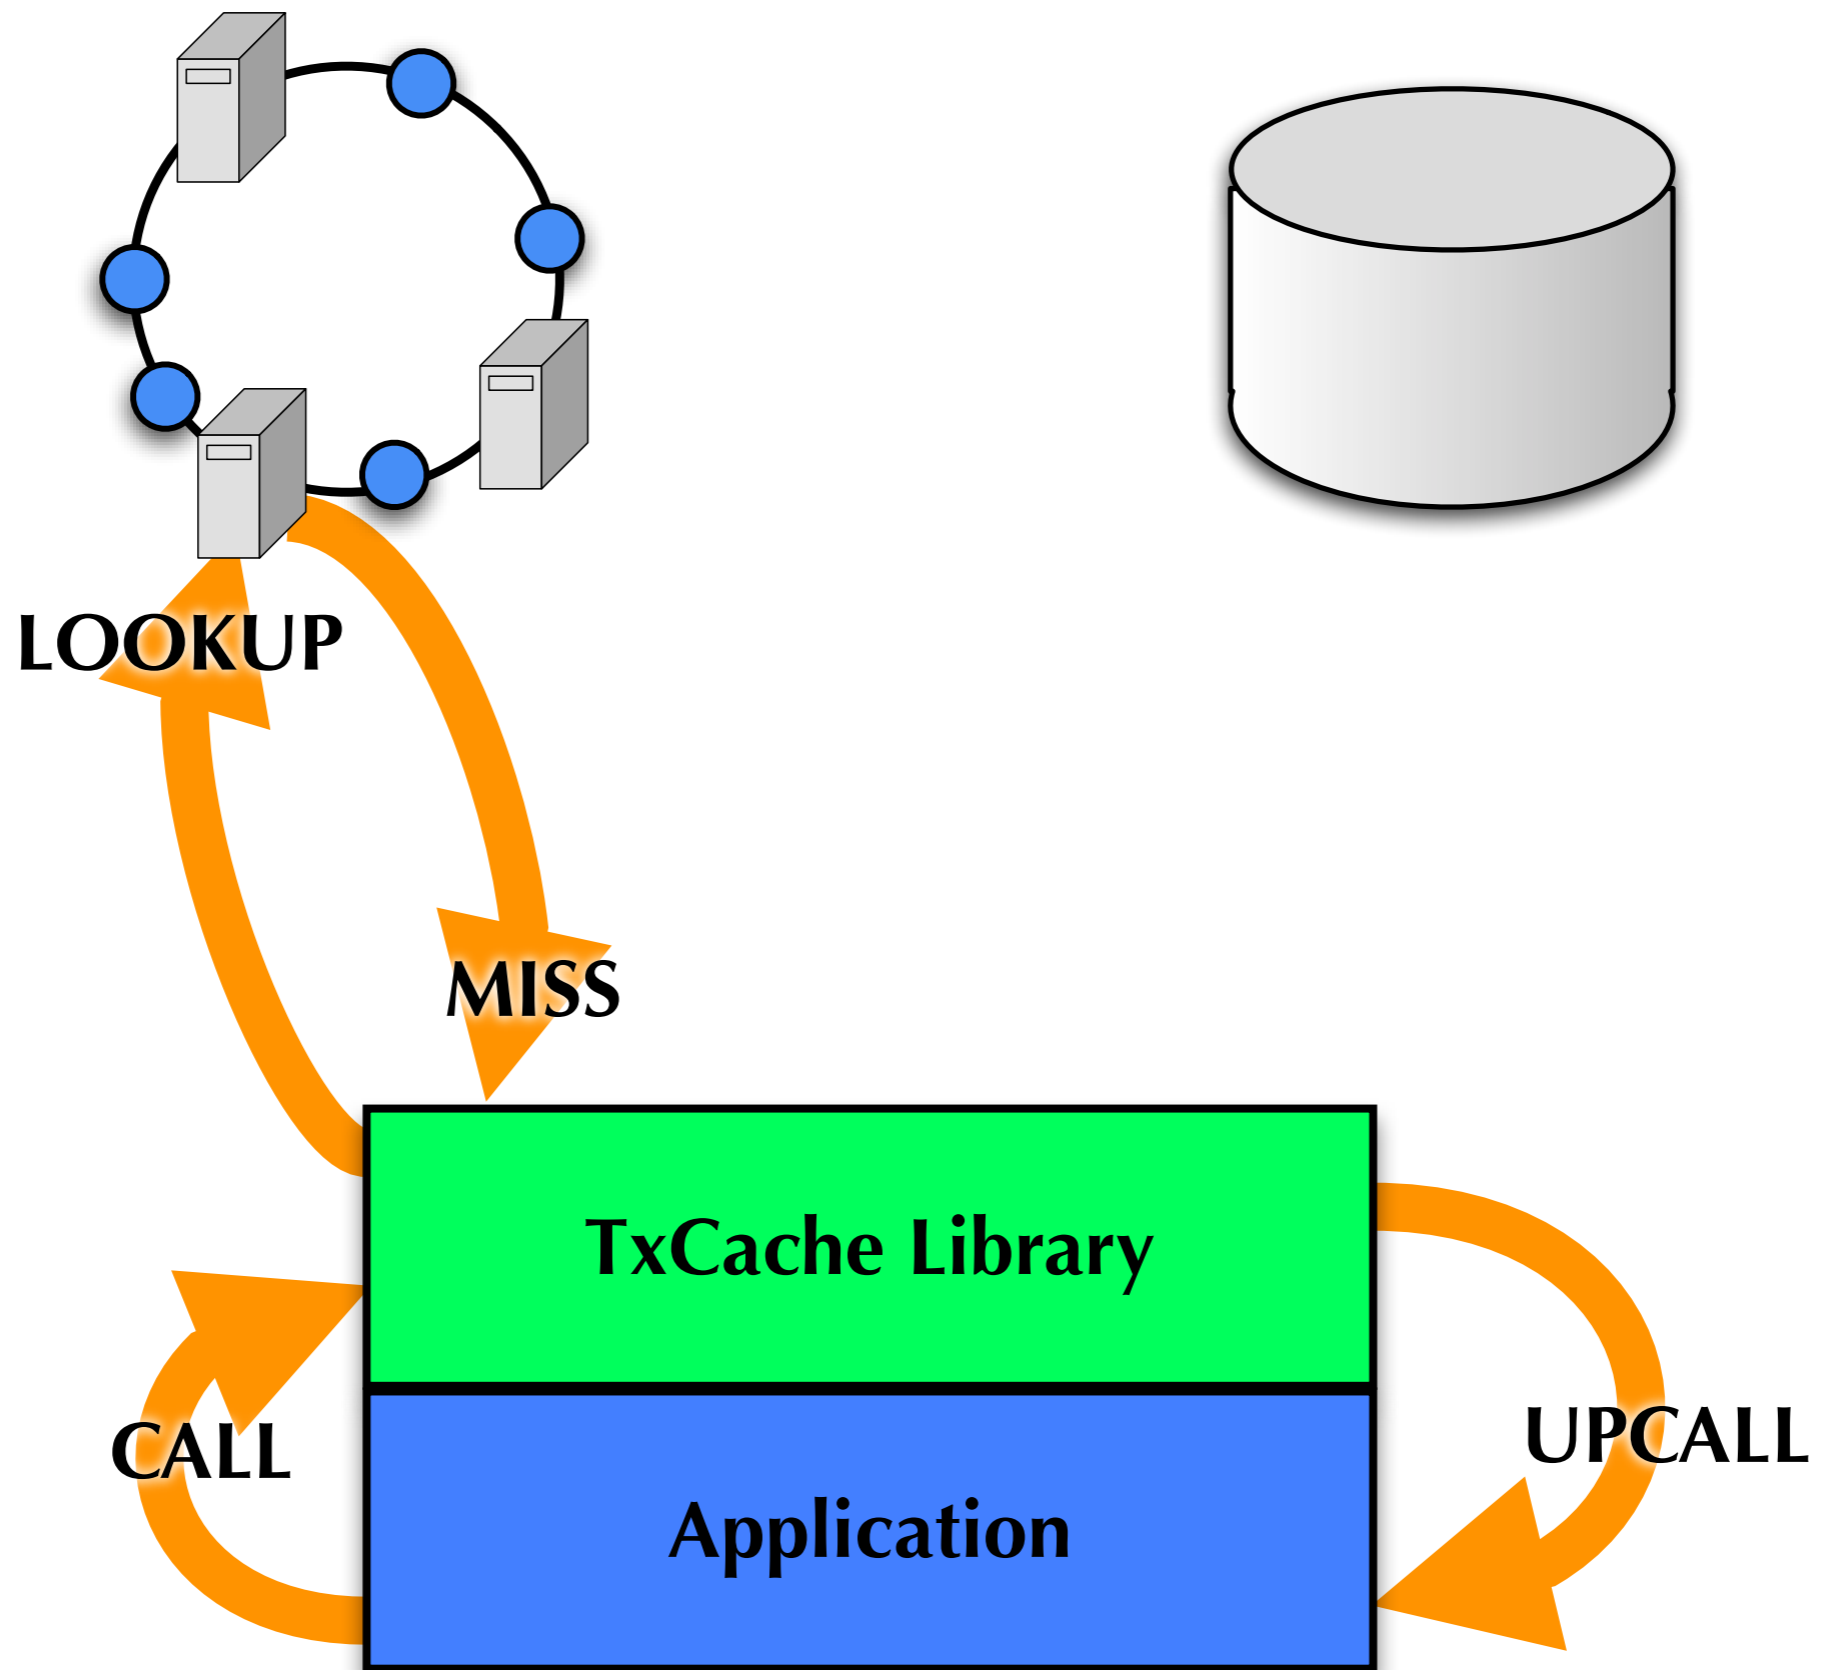 LOOKUP
MISS
TxCache Library
CALL
UPCALL
Application